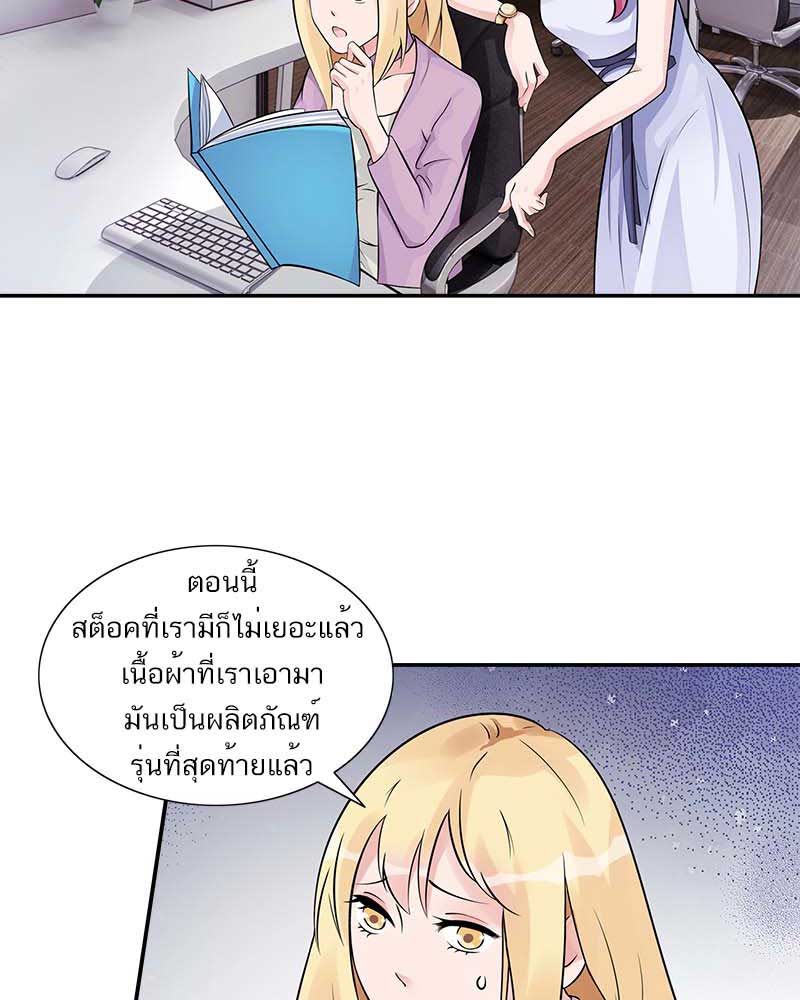 ตอนนี้
สต็อคที่เรามีก็ไม่เยอะแล้ว
เนื้อผ้าที่เราเอามา
มันเป็นผลิตภัณฑ์
รุ่นที่สุดท้ายแล้ว